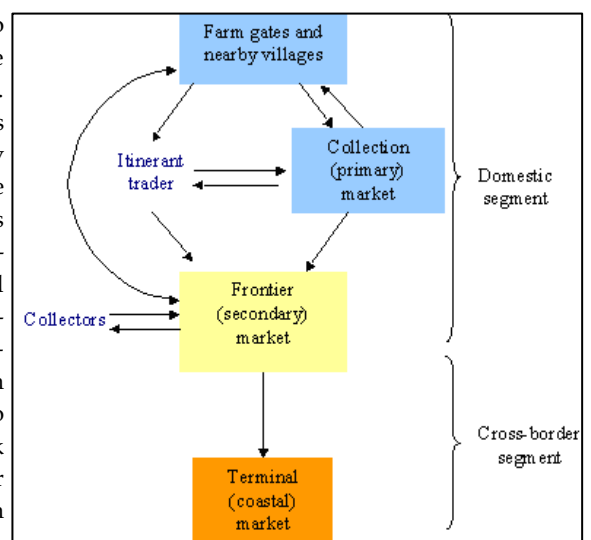 Farm gates and
nearby villages
Itinerant
trader
Collection
(primary)
market
Domestic
segment
Frontier
(secondary)
market
Collectors
Cross-border
segment
Terminal
(coastal)
market